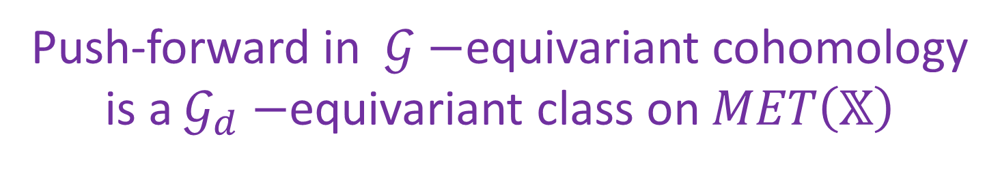 Push-forward in 𝒢 −equivariant cohomology
is a 𝒢_d −equivariant class on 𝑀𝐸𝑇(𝕏)